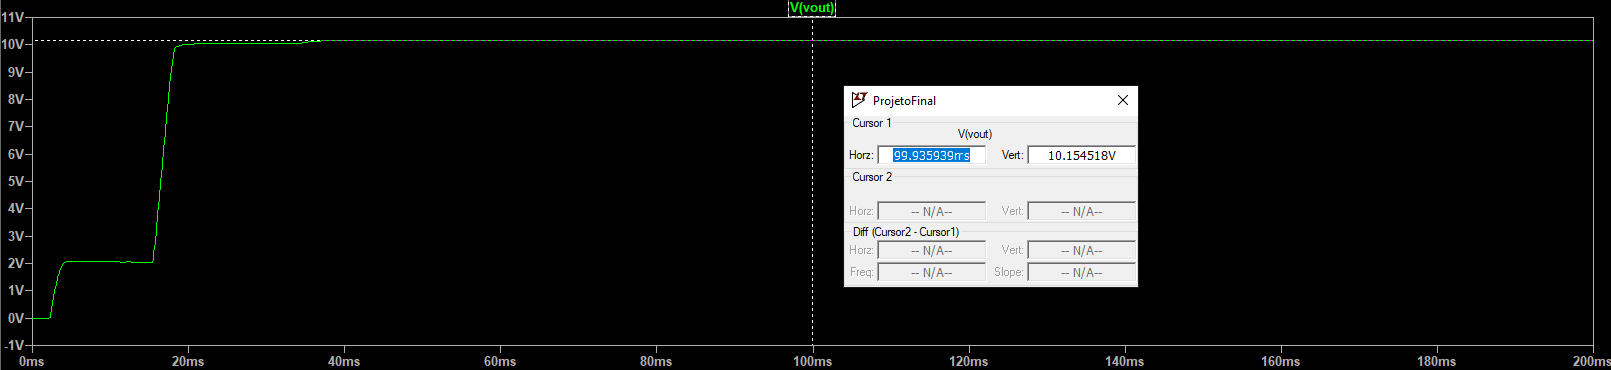 V(vout)
11V
10V
9V
8V
7V
6V
5V
4V
3V
2V
1V
0V
-1V
0ms 20ms 40ms 60ms 80ms 100ms 120ms 140ms 160ms 180ms 200ms
ProjetoFinal
Cursor 1
V(vout)
Horz: 99.935939ms Vert: 10.154518V
Cursor 2
Horz: -- N/A-- Vert: -- N/A--
Diff (Cursor2 - Cursor1)
Horz: -- N/A-- Vert: -- N/A--
Freq: -- N/A-- Slope: -- N/A--